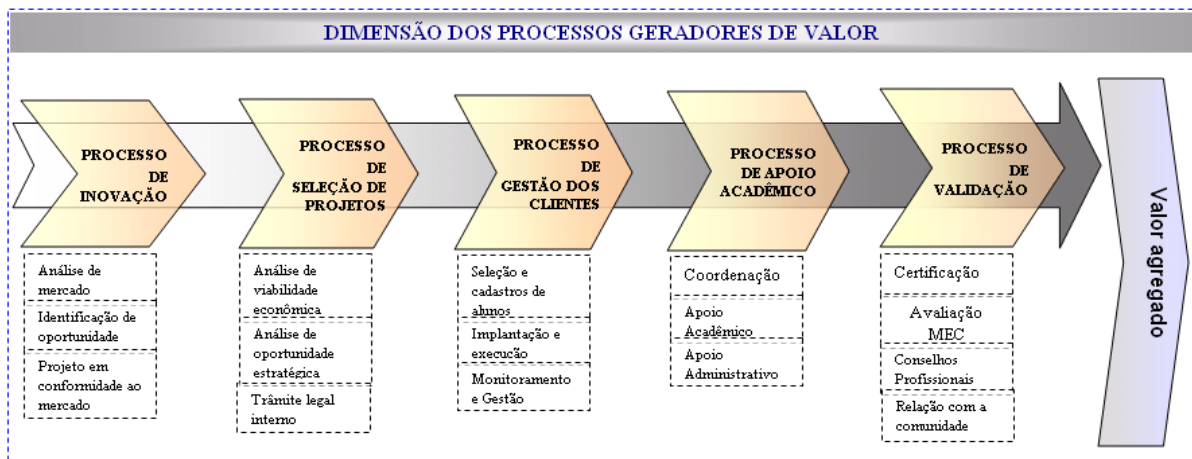 DIMENSÃO DOS PROCESSOS GERADORES DE VALOR
PROCESSO
DE
INOVAÇÃO
Análise de
mercado
Identificação de
oportunidade
Projeto em
conformidade ao
mercado
PROCESSO
DE
SELEÇÃO DE
PROJETOS
Análise de
viabilidade
econômica
Análise de
oportunidade
estratégica
Trâmite legal
interno
PROCESSO
DE
GESTÃO DOS
CLIENTES
Seleção e
cadastros de
alunos
Implantação e
execução
Monitoramento
e Gestão
PROCESSO
DE APOIO
ACADÊMICO
Coordenação
Apoio
Acadêmico
Apoio
Administrativo
PROCESSO
DE
VALIDAÇÃO
Certificação
Avaliação
MEC
Conselhos
Profissionais
Relação com a
comunidade
Valor agregado